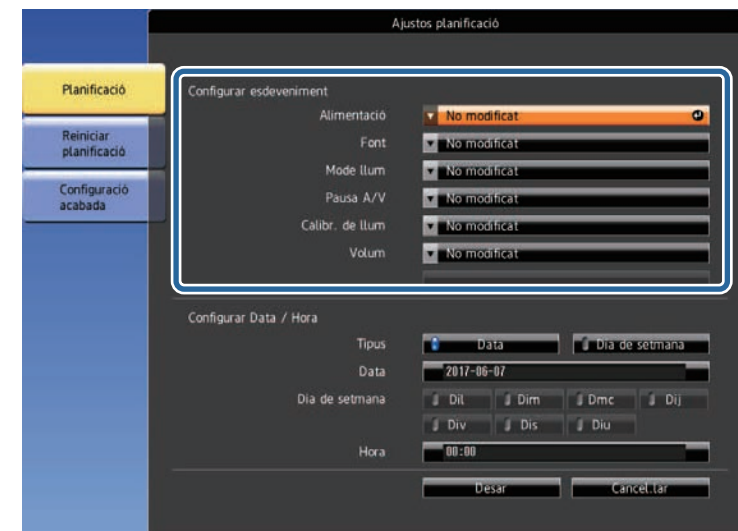 Ajustos planificació
Planificació
Reiniciar
planificació
Configuració
acabada
Configurar esdeveniment
Alimentació No modificat
Font No modificat
Mode llum No modificat
Pausa A/V No modificat
Calibr. de llum No modificat
Volum No modificat
Configurar Data / Hora
Tipus Data Dia de setmana
Data 2017-06-07
Dia de setmana Dil Dim Dmc Dij
Div Dis Diu
Hora 00:00
Desar Cancel.lar